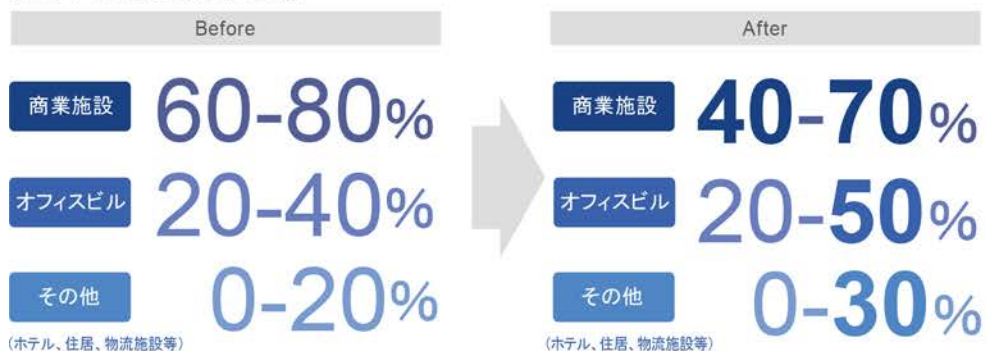 Before
After
商業施設 60-80%
商業施設 40-70%
オフィスビル 20-40%
オフィスビル 20-50%
その他 0-20%
その他 0-30%
(ホテル、住居、物流施設等)
(ホテル、住居、物流施設等)